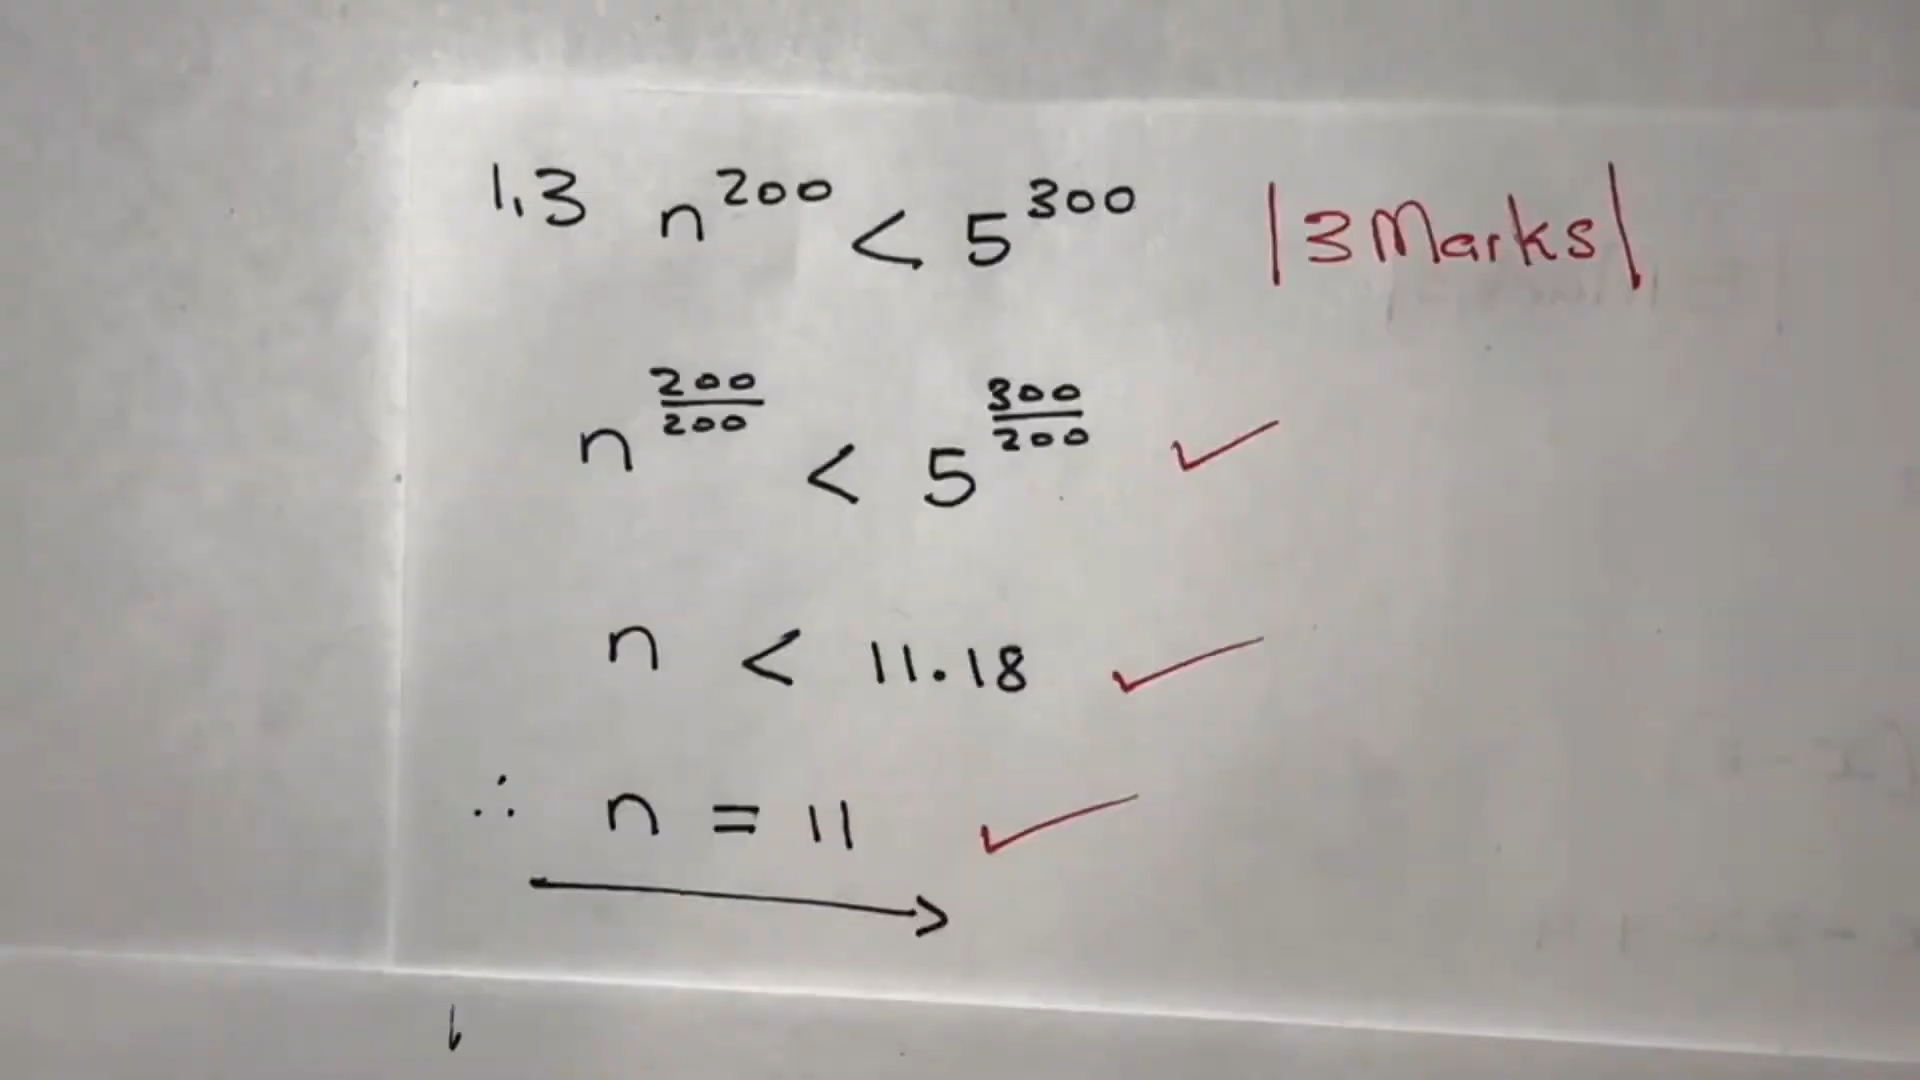 1.3 n^200 < 5^300 |3 Marks|
n^(200/200) < 5^(300/200) ✓
n < 11.18 ✓
∴ n = 11 ✓